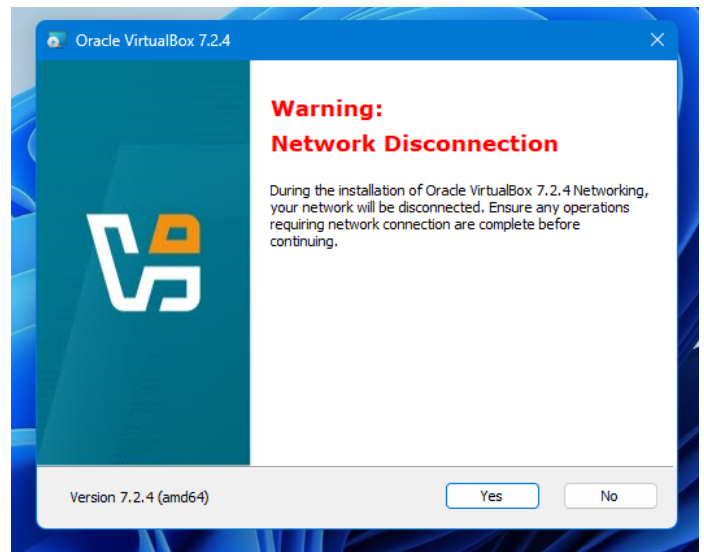 Oracle VirtualBox 7.2.4
Warning:
Network Disconnection
During the installation of Oracle VirtualBox 7.2.4 Networking,
your network will be disconnected. Ensure any operations
requiring network connection are complete before
continuing.
Version 7.2.4 (amd64)
Yes
No